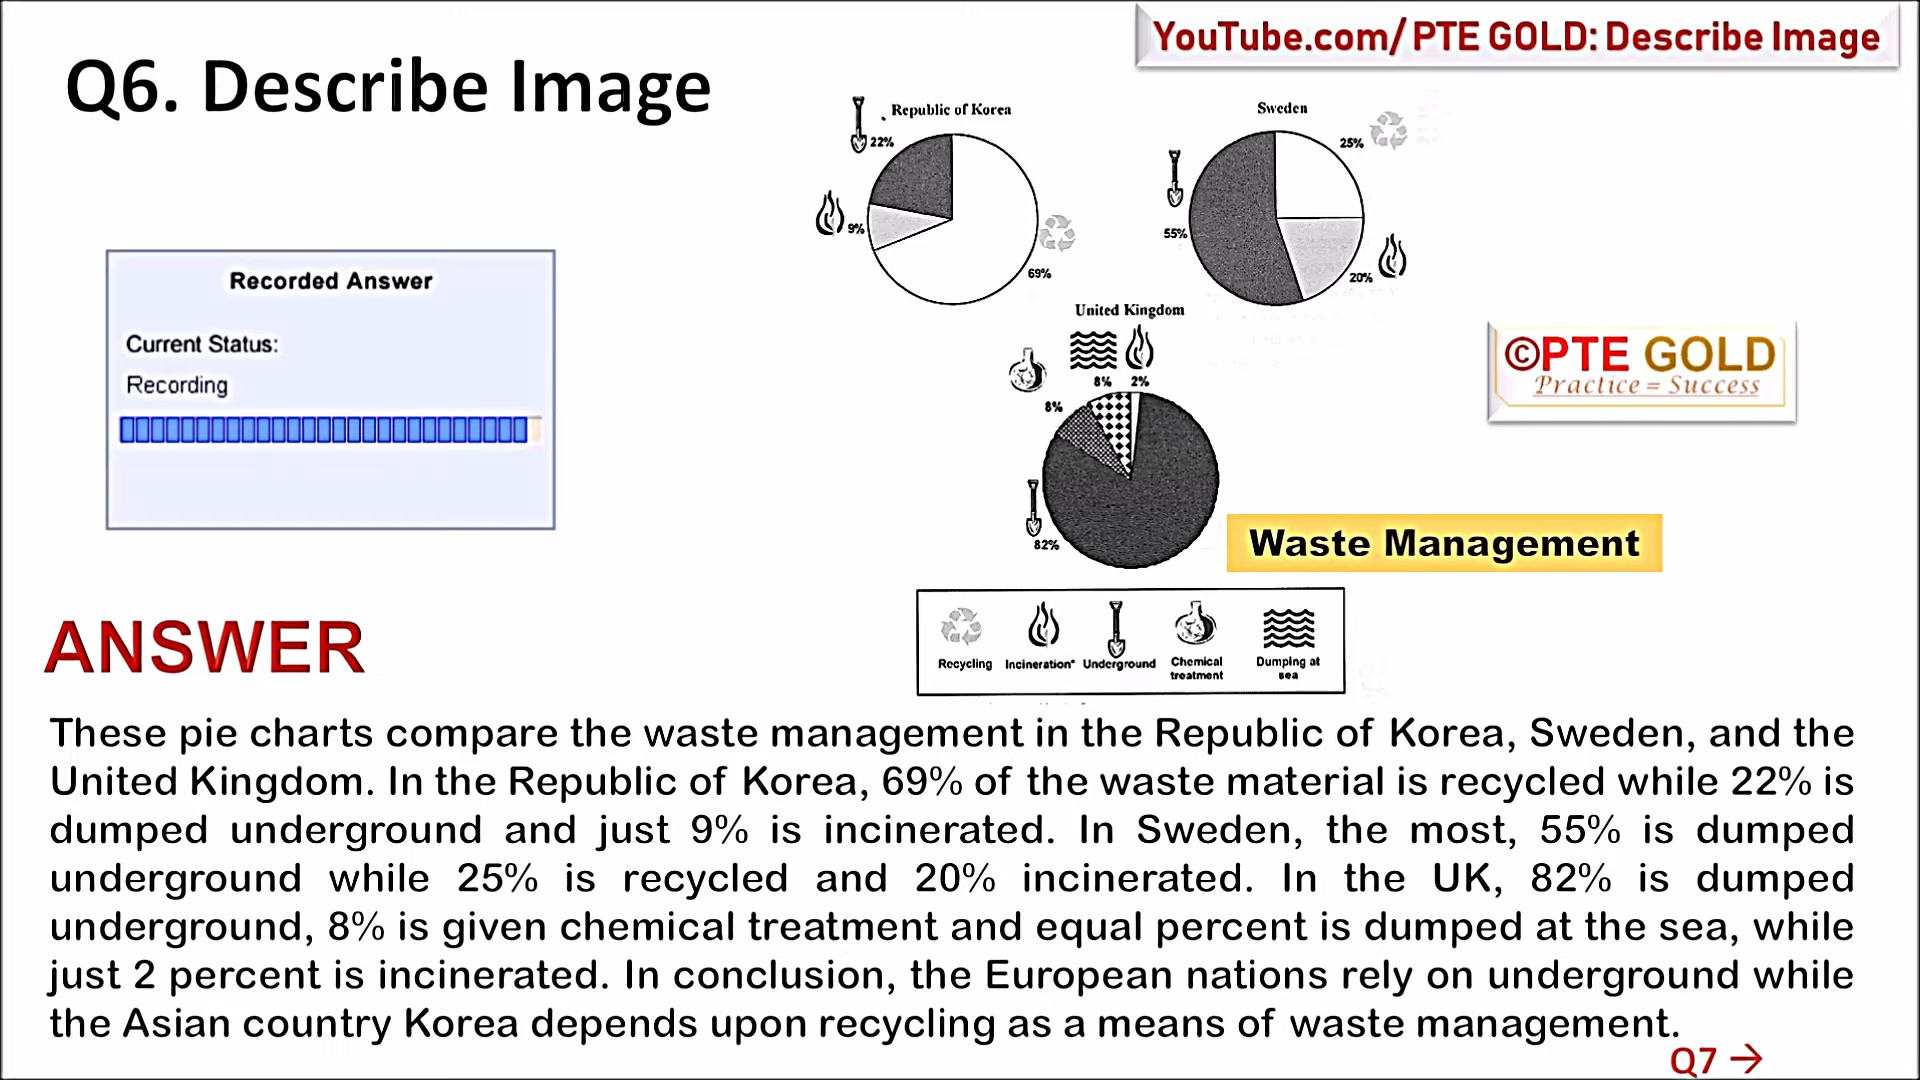 YouTube.com/ PTE GOLD: Describe Image
Q6. Describe Image
Republic of Korea
22%
9%
69%
Sweden
25%
55%
20%
United Kingdom
8% 2%
8%
82%
Recorded Answer
Current Status:
Recording
©PTE GOLD
Practice = Success
Waste Management
Recycling Incineration* Underground Chemical treatment Dumping at sea
ANSWER
These pie charts compare the waste management in the Republic of Korea, Sweden, and the
United Kingdom. In the Republic of Korea, 69% of the waste material is recycled while 22% is
dumped underground and just 9% is incinerated. In Sweden, the most, 55% is dumped
underground while 25% is recycled and 20% incinerated. In the UK, 82% is dumped
underground, 8% is given chemical treatment and equal percent is dumped at the sea, while
just 2 percent is incinerated. In conclusion, the European nations rely on underground while
the Asian country Korea depends upon recycling as a means of waste management.
Q7 →